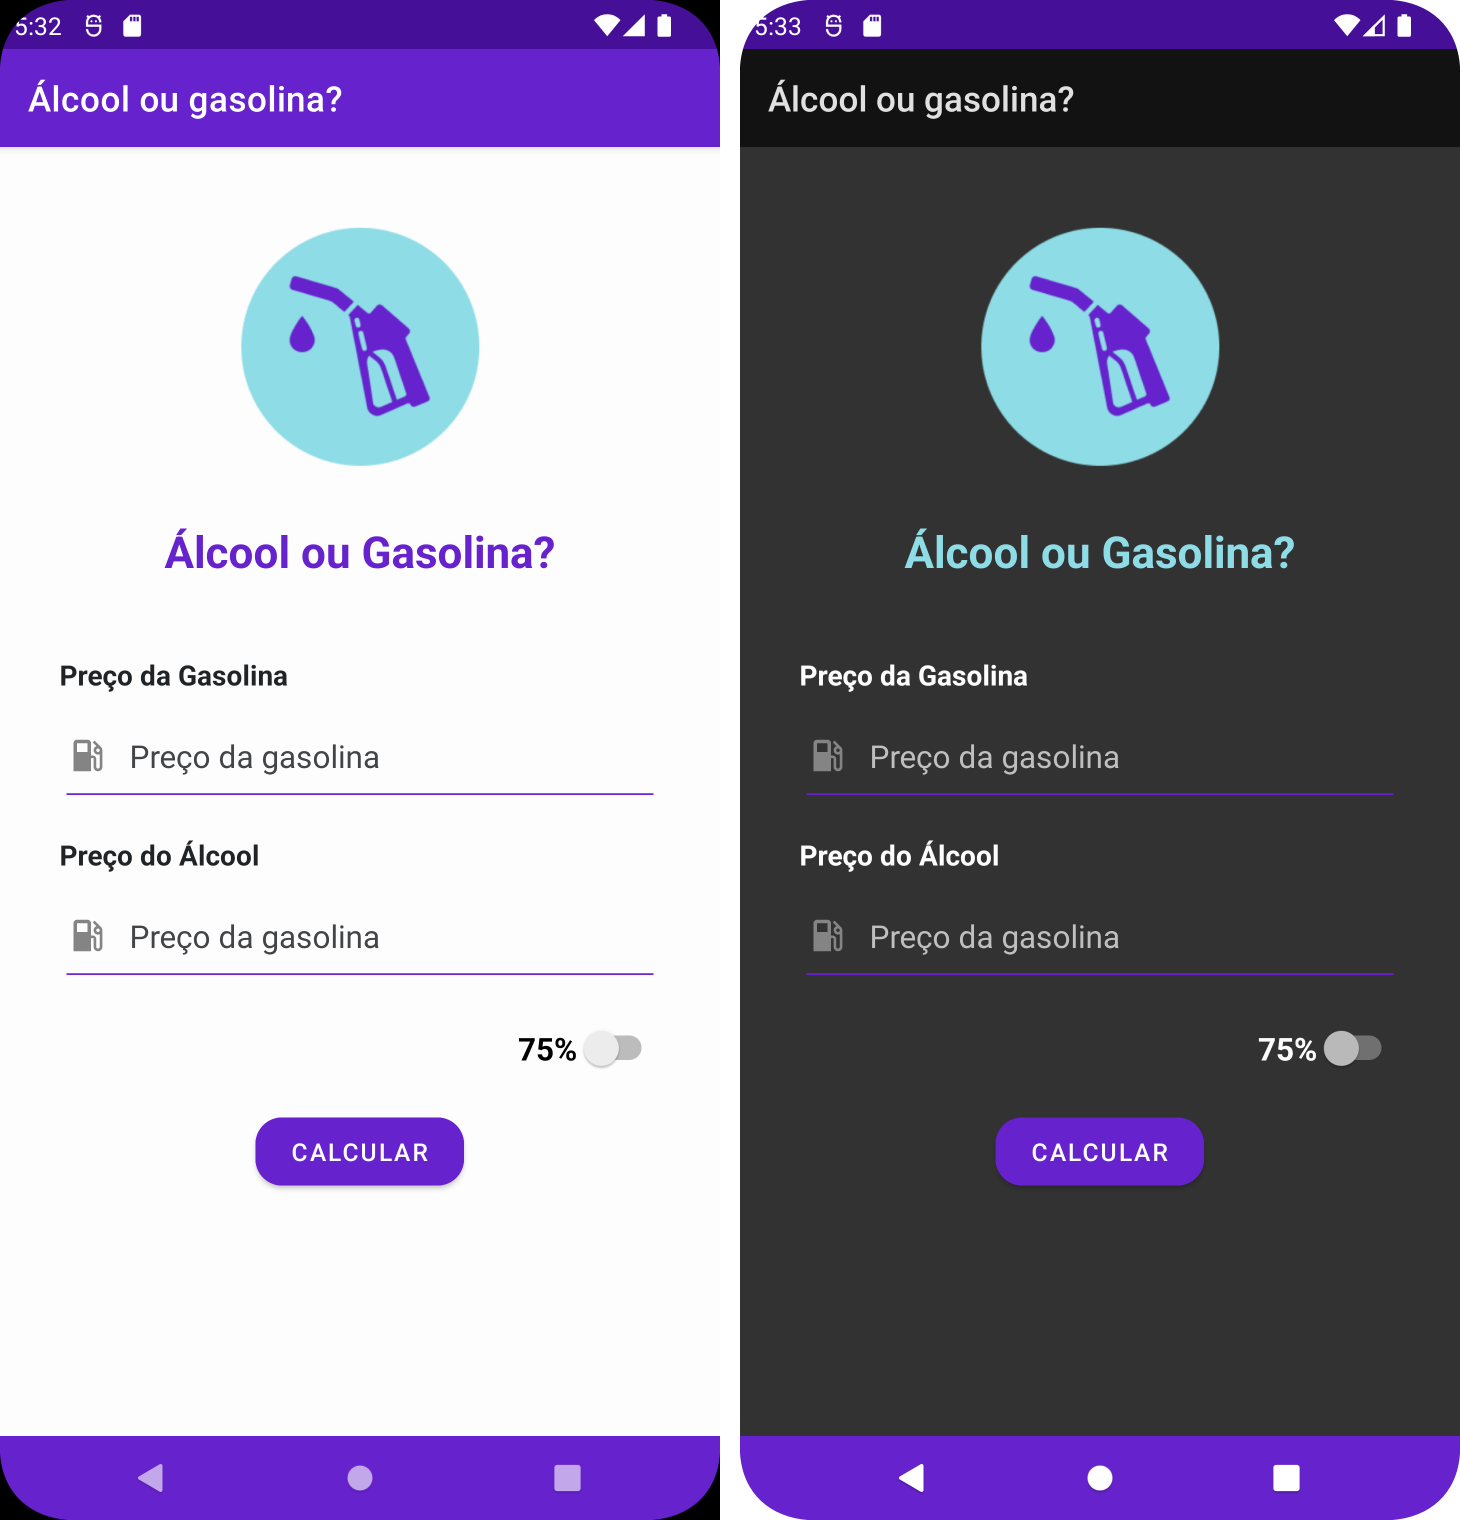 5:32
Álcool ou gasolina?
Álcool ou Gasolina?
Preço da Gasolina
Preço da gasolina
Preço do Álcool
Preço da gasolina
75%
CALCULAR
5:33
Álcool ou gasolina?
Álcool ou Gasolina?
Preço da Gasolina
Preço da gasolina
Preço do Álcool
Preço da gasolina
75%
CALCULAR